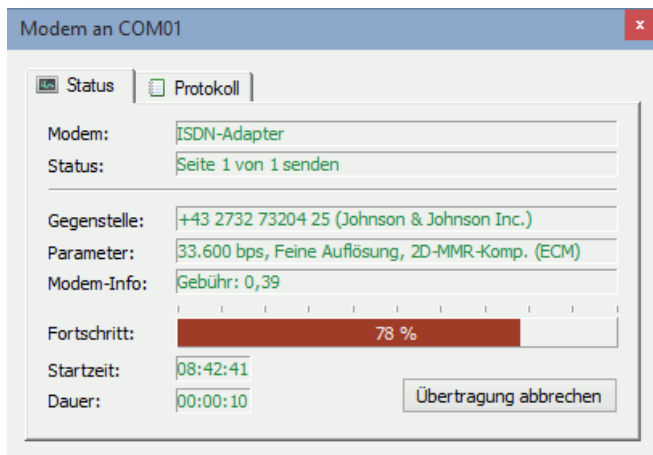 Modem an COM01
x
Status Protokoll
Modem: ISDN-Adapter
Status: Seite 1 von 1 senden
Gegenstelle: +43 2732 73204 25 (Johnson & Johnson Inc.)
Parameter: 33.600 bps, Feine Auflösung, 2D-MMR-Komp. (ECM)
Modem-Info: Gebühr: 0,39
Fortschritt: 78 %
Startzeit: 08:42:41
Dauer: 00:00:10 Übertragung abbrechen